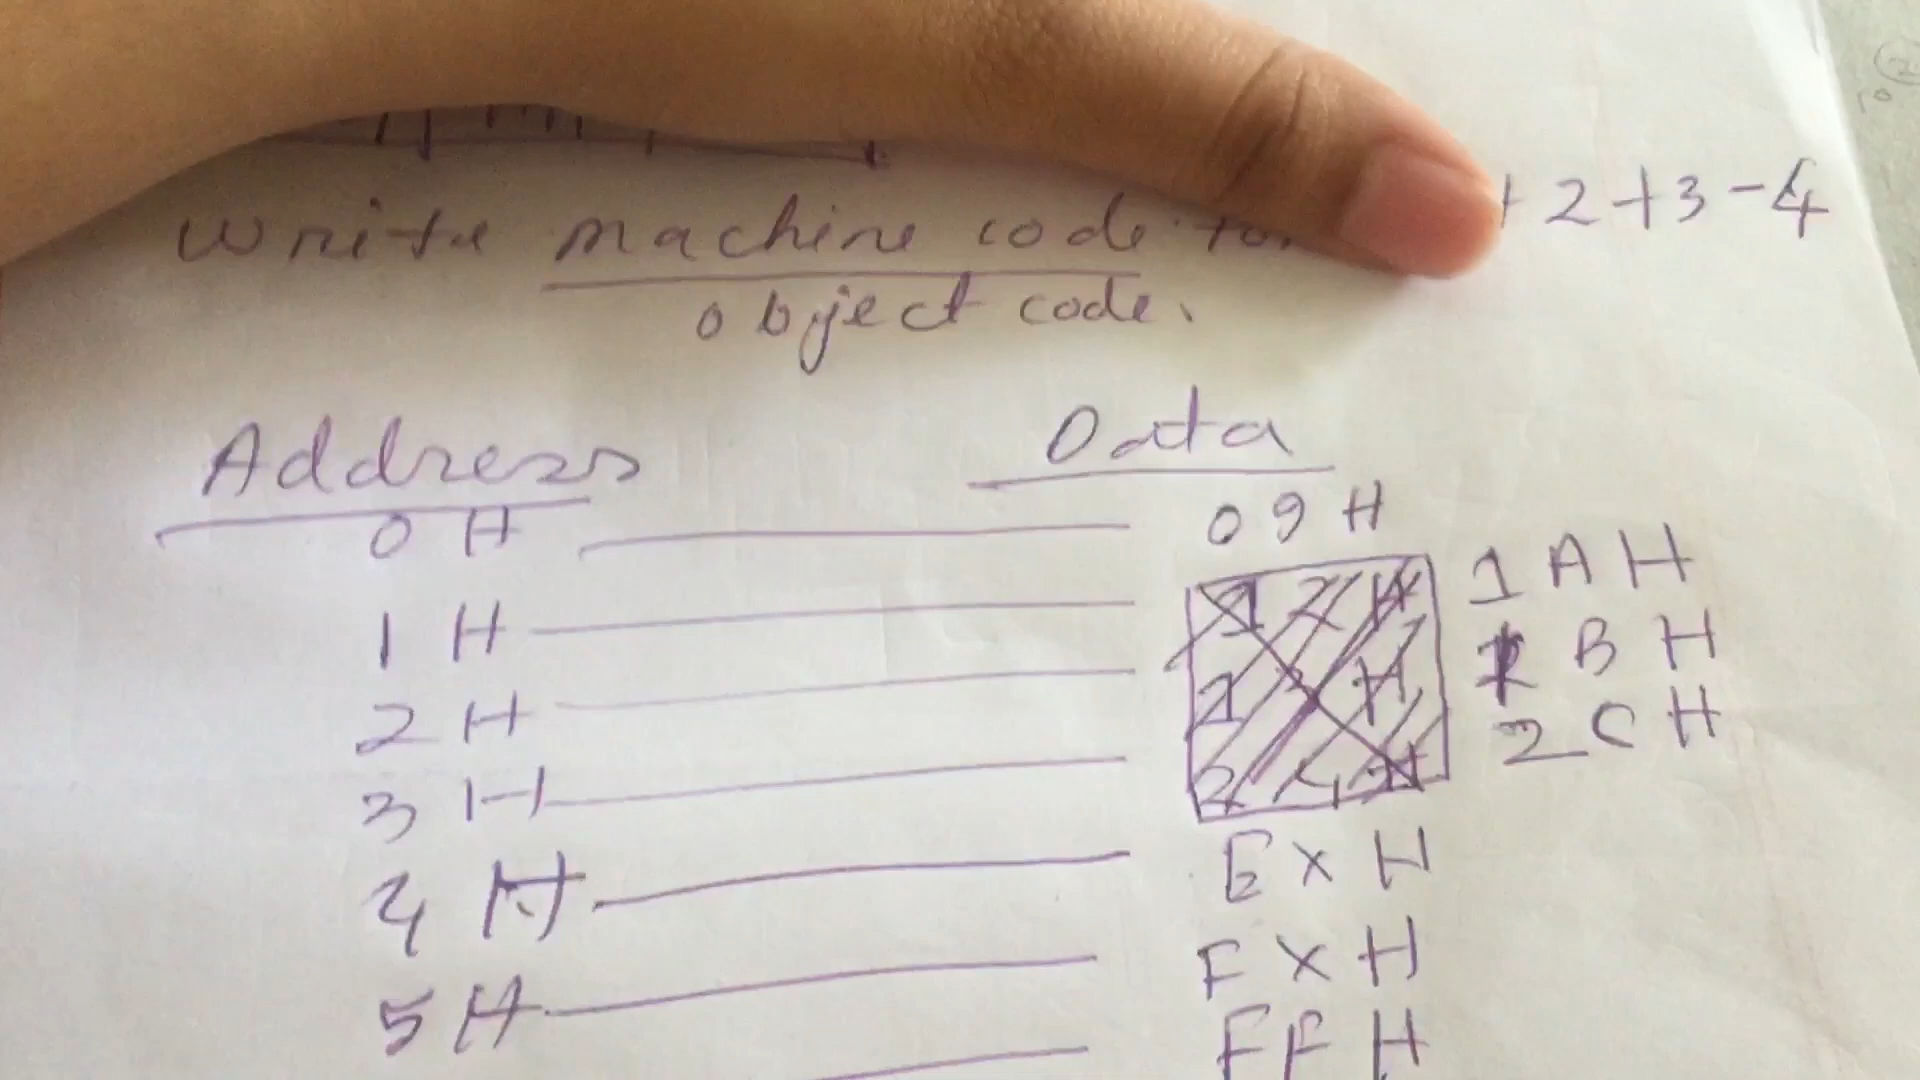 Write machine code for + 2 + 3 - 4
object code.
Address Data
0 H 09 H
1 H 1 A H
2 H 1 B H
3 H 2 C H
4 H E X H
5 H F X H
F F H